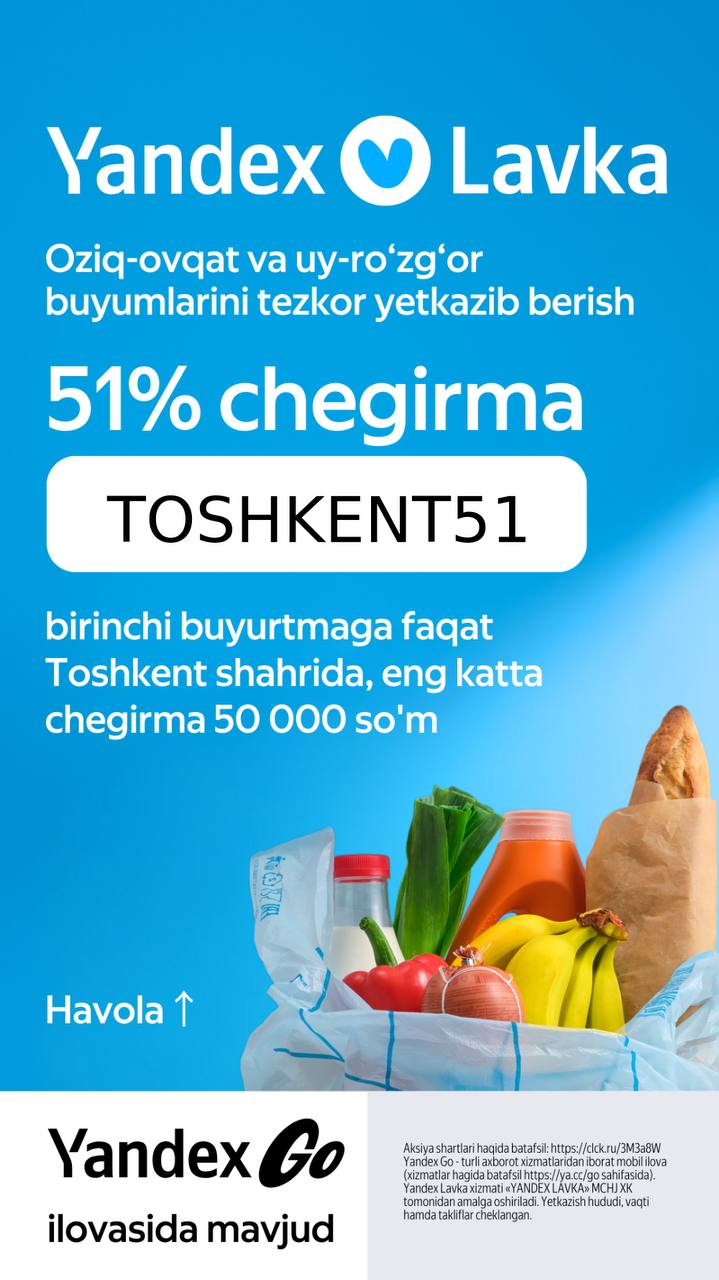 Yandex Lavka
Oziq-ovqat va uy-ro‘zg‘or
buyumlarini tezkor yetkazib berish
51% chegirma
TOSHKENT51
birinchi buyurtmaga faqat
Toshkent shahrida, eng katta
chegirma 50 000 so'm
Havola ↑
Yandex Go
ilovasida mavjud
Aksiya shartlari haqida batafsil: https://clck.ru/3M3a8W
Yandex Go - turli axborot xizmatlaridan iborat mobil ilova
(xizmatlar hagida batafsil https://ya.cc/go sahifasida).
Yandex Lavka xizmati «YANDEX LAVKA» MCHJ XK
tomonidan amalga oshiriladi. Yetkazish hududi, vaqti
hamda takliflar cheklangan.